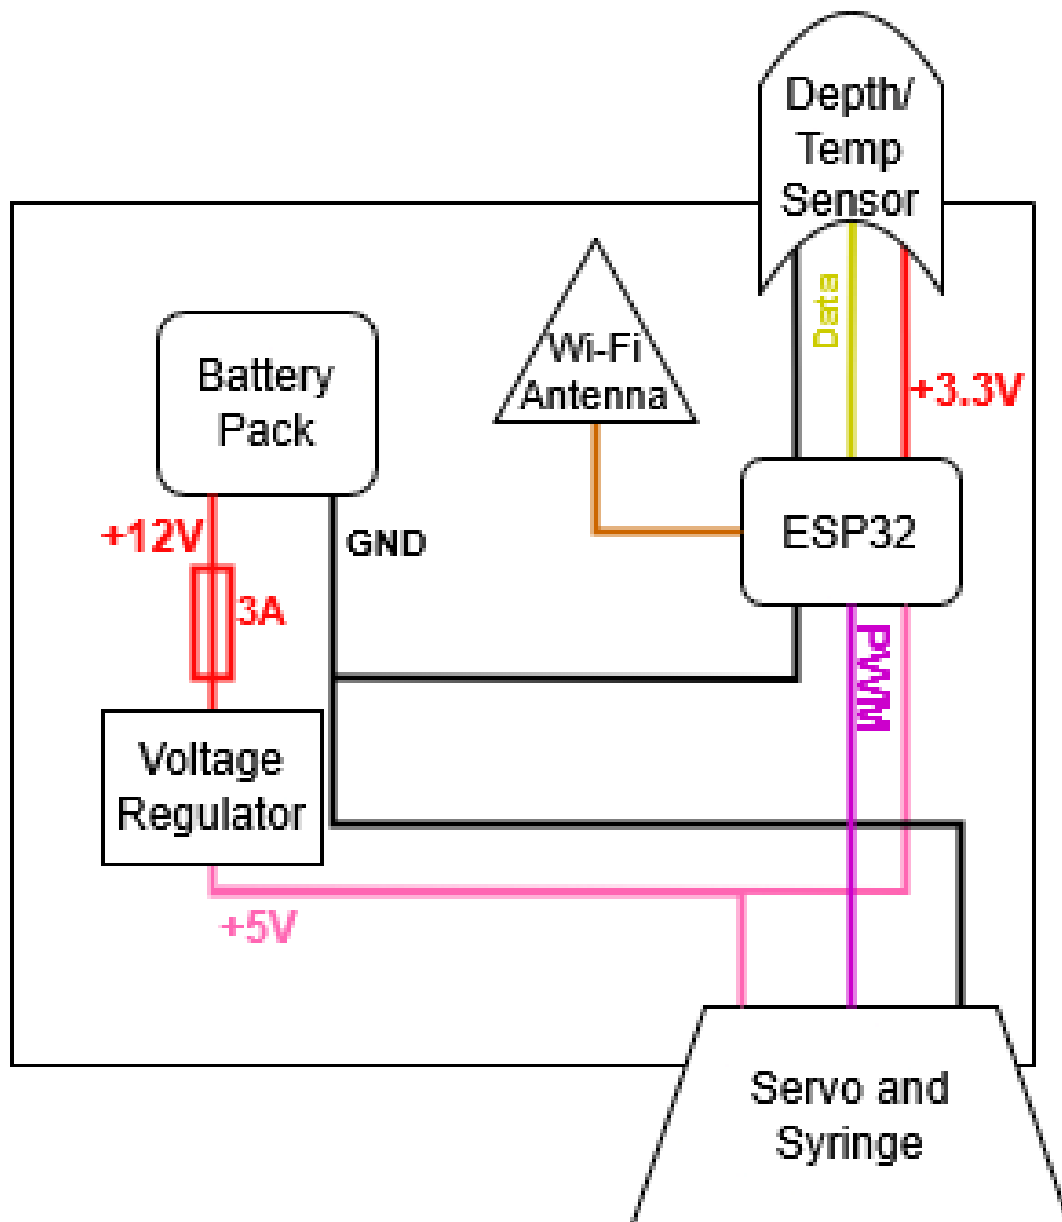 Depth/
Temp
Sensor
Data
+3.3V
Wi-Fi
Antenna
Battery
Pack
ESP32
+12V
GND
3A
PWM
Voltage
Regulator
+5V
Servo and
Syringe